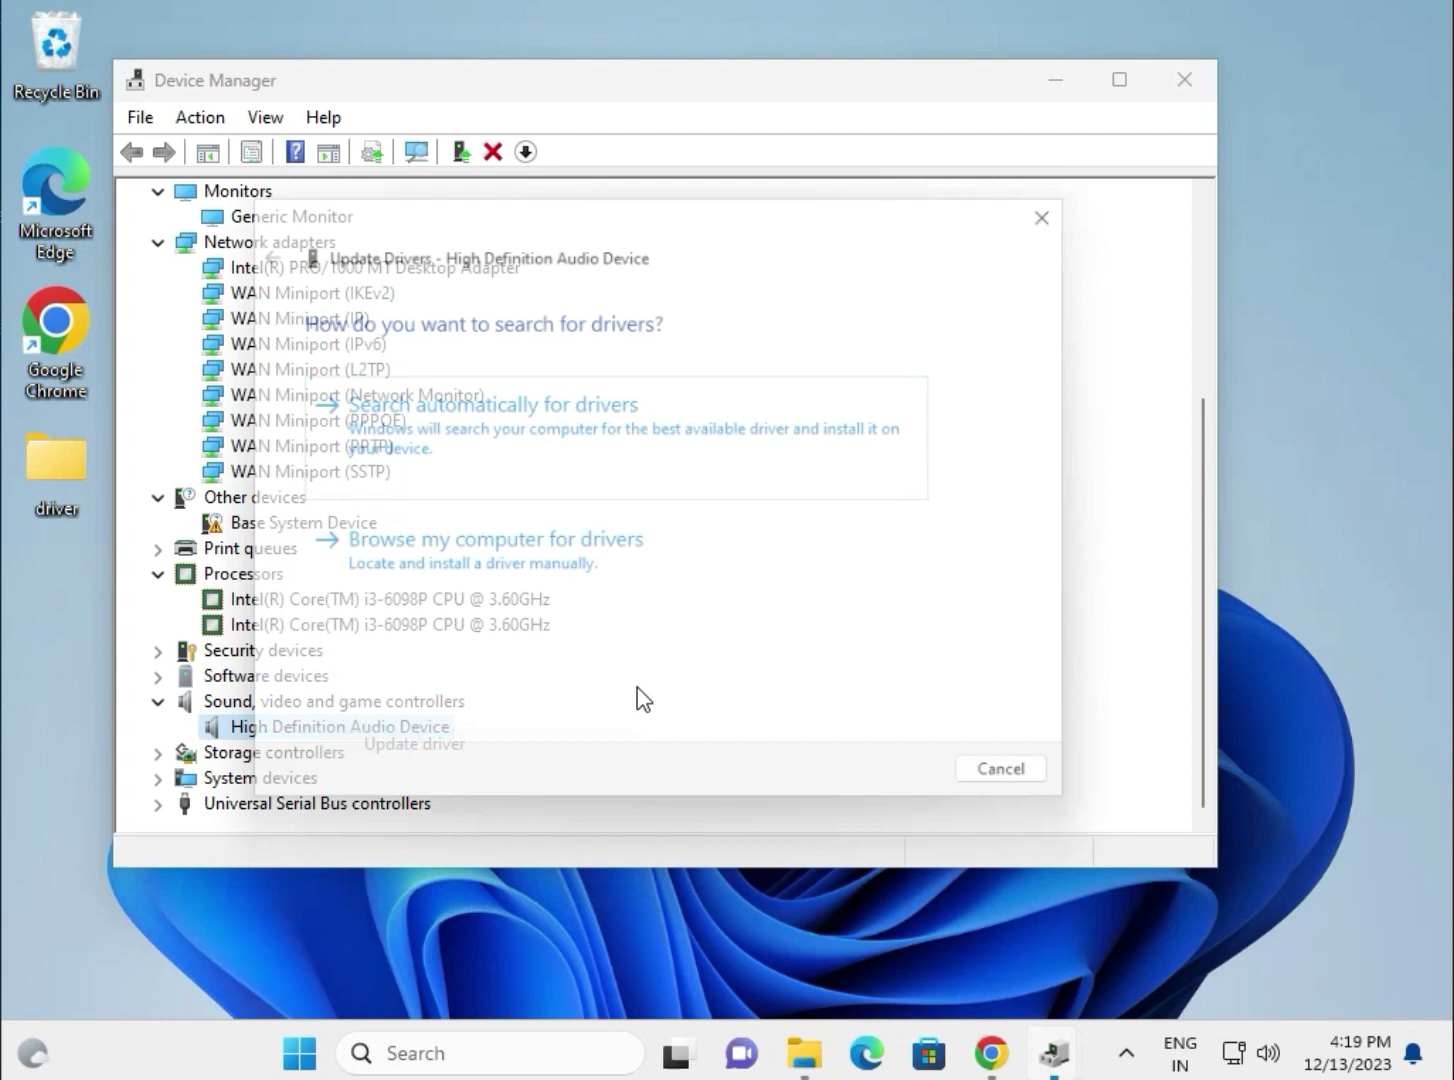 Recycle Bin
Microsoft
Edge
Google
Chrome
driver
Device Manager
File Action View Help
Monitors
Generic Monitor
Network adapters
Intel(R) PRO/1000 MT Desktop Adapter
WAN Miniport (IKEv2)
WAN Miniport (IP)
WAN Miniport (IPv6)
WAN Miniport (L2TP)
WAN Miniport (Network Monitor)
WAN Miniport (PPPOE)
WAN Miniport (PPTP)
WAN Miniport (SSTP)
Other devices
Base System Device
Print queues
Processors
Intel(R) Core(TM) i3-6098P CPU @ 3.60GHz
Intel(R) Core(TM) i3-6098P CPU @ 3.60GHz
Security devices
Software devices
Sound, video and game controllers
High Definition Audio Device
Storage controllers
System devices
Universal Serial Bus controllers
Update Drivers - High Definition Audio Device
How do you want to search for drivers?
Search automatically for drivers
Windows will search your computer for the best available driver and install it on
your device.
Browse my computer for drivers
Locate and install a driver manually.
Update driver
Cancel
Search
ENG
IN
4:19 PM
12/13/2023